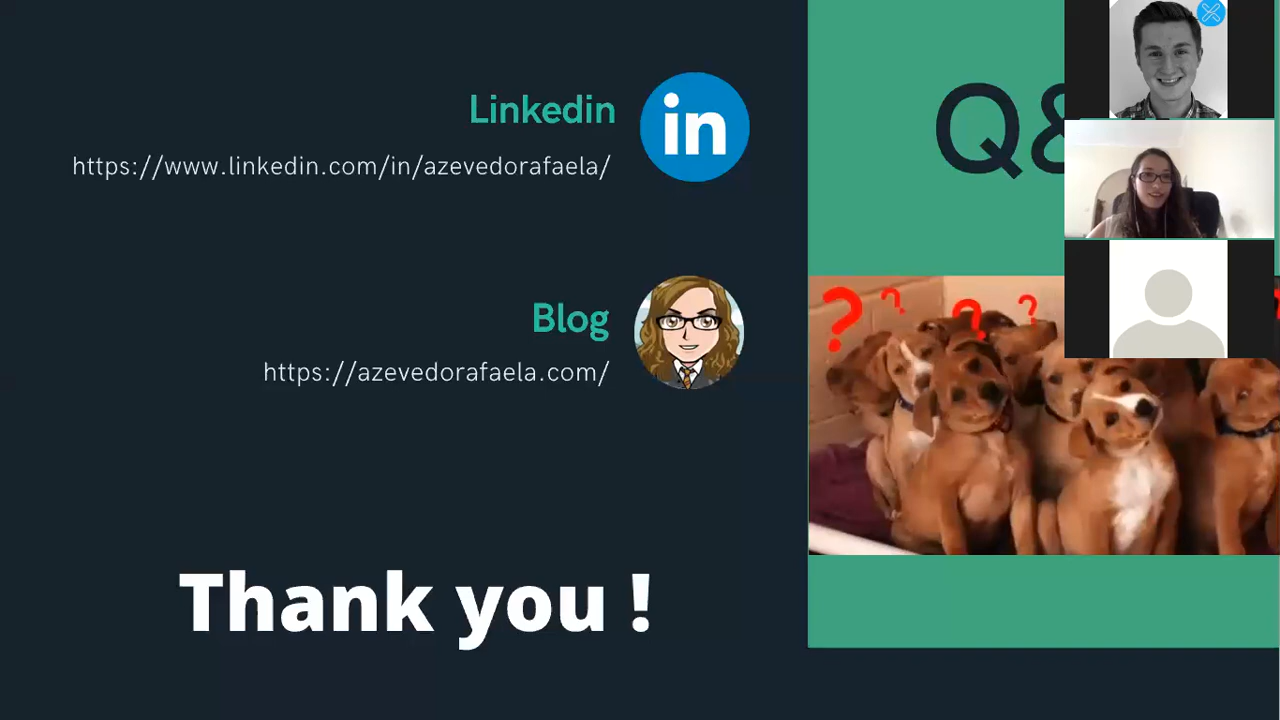 Linkedin
in
https://www.linkedin.com/in/azevedorafaela/
Blog
https://azevedorafaela.com/
Thank you !
Q&
? ? ? ?